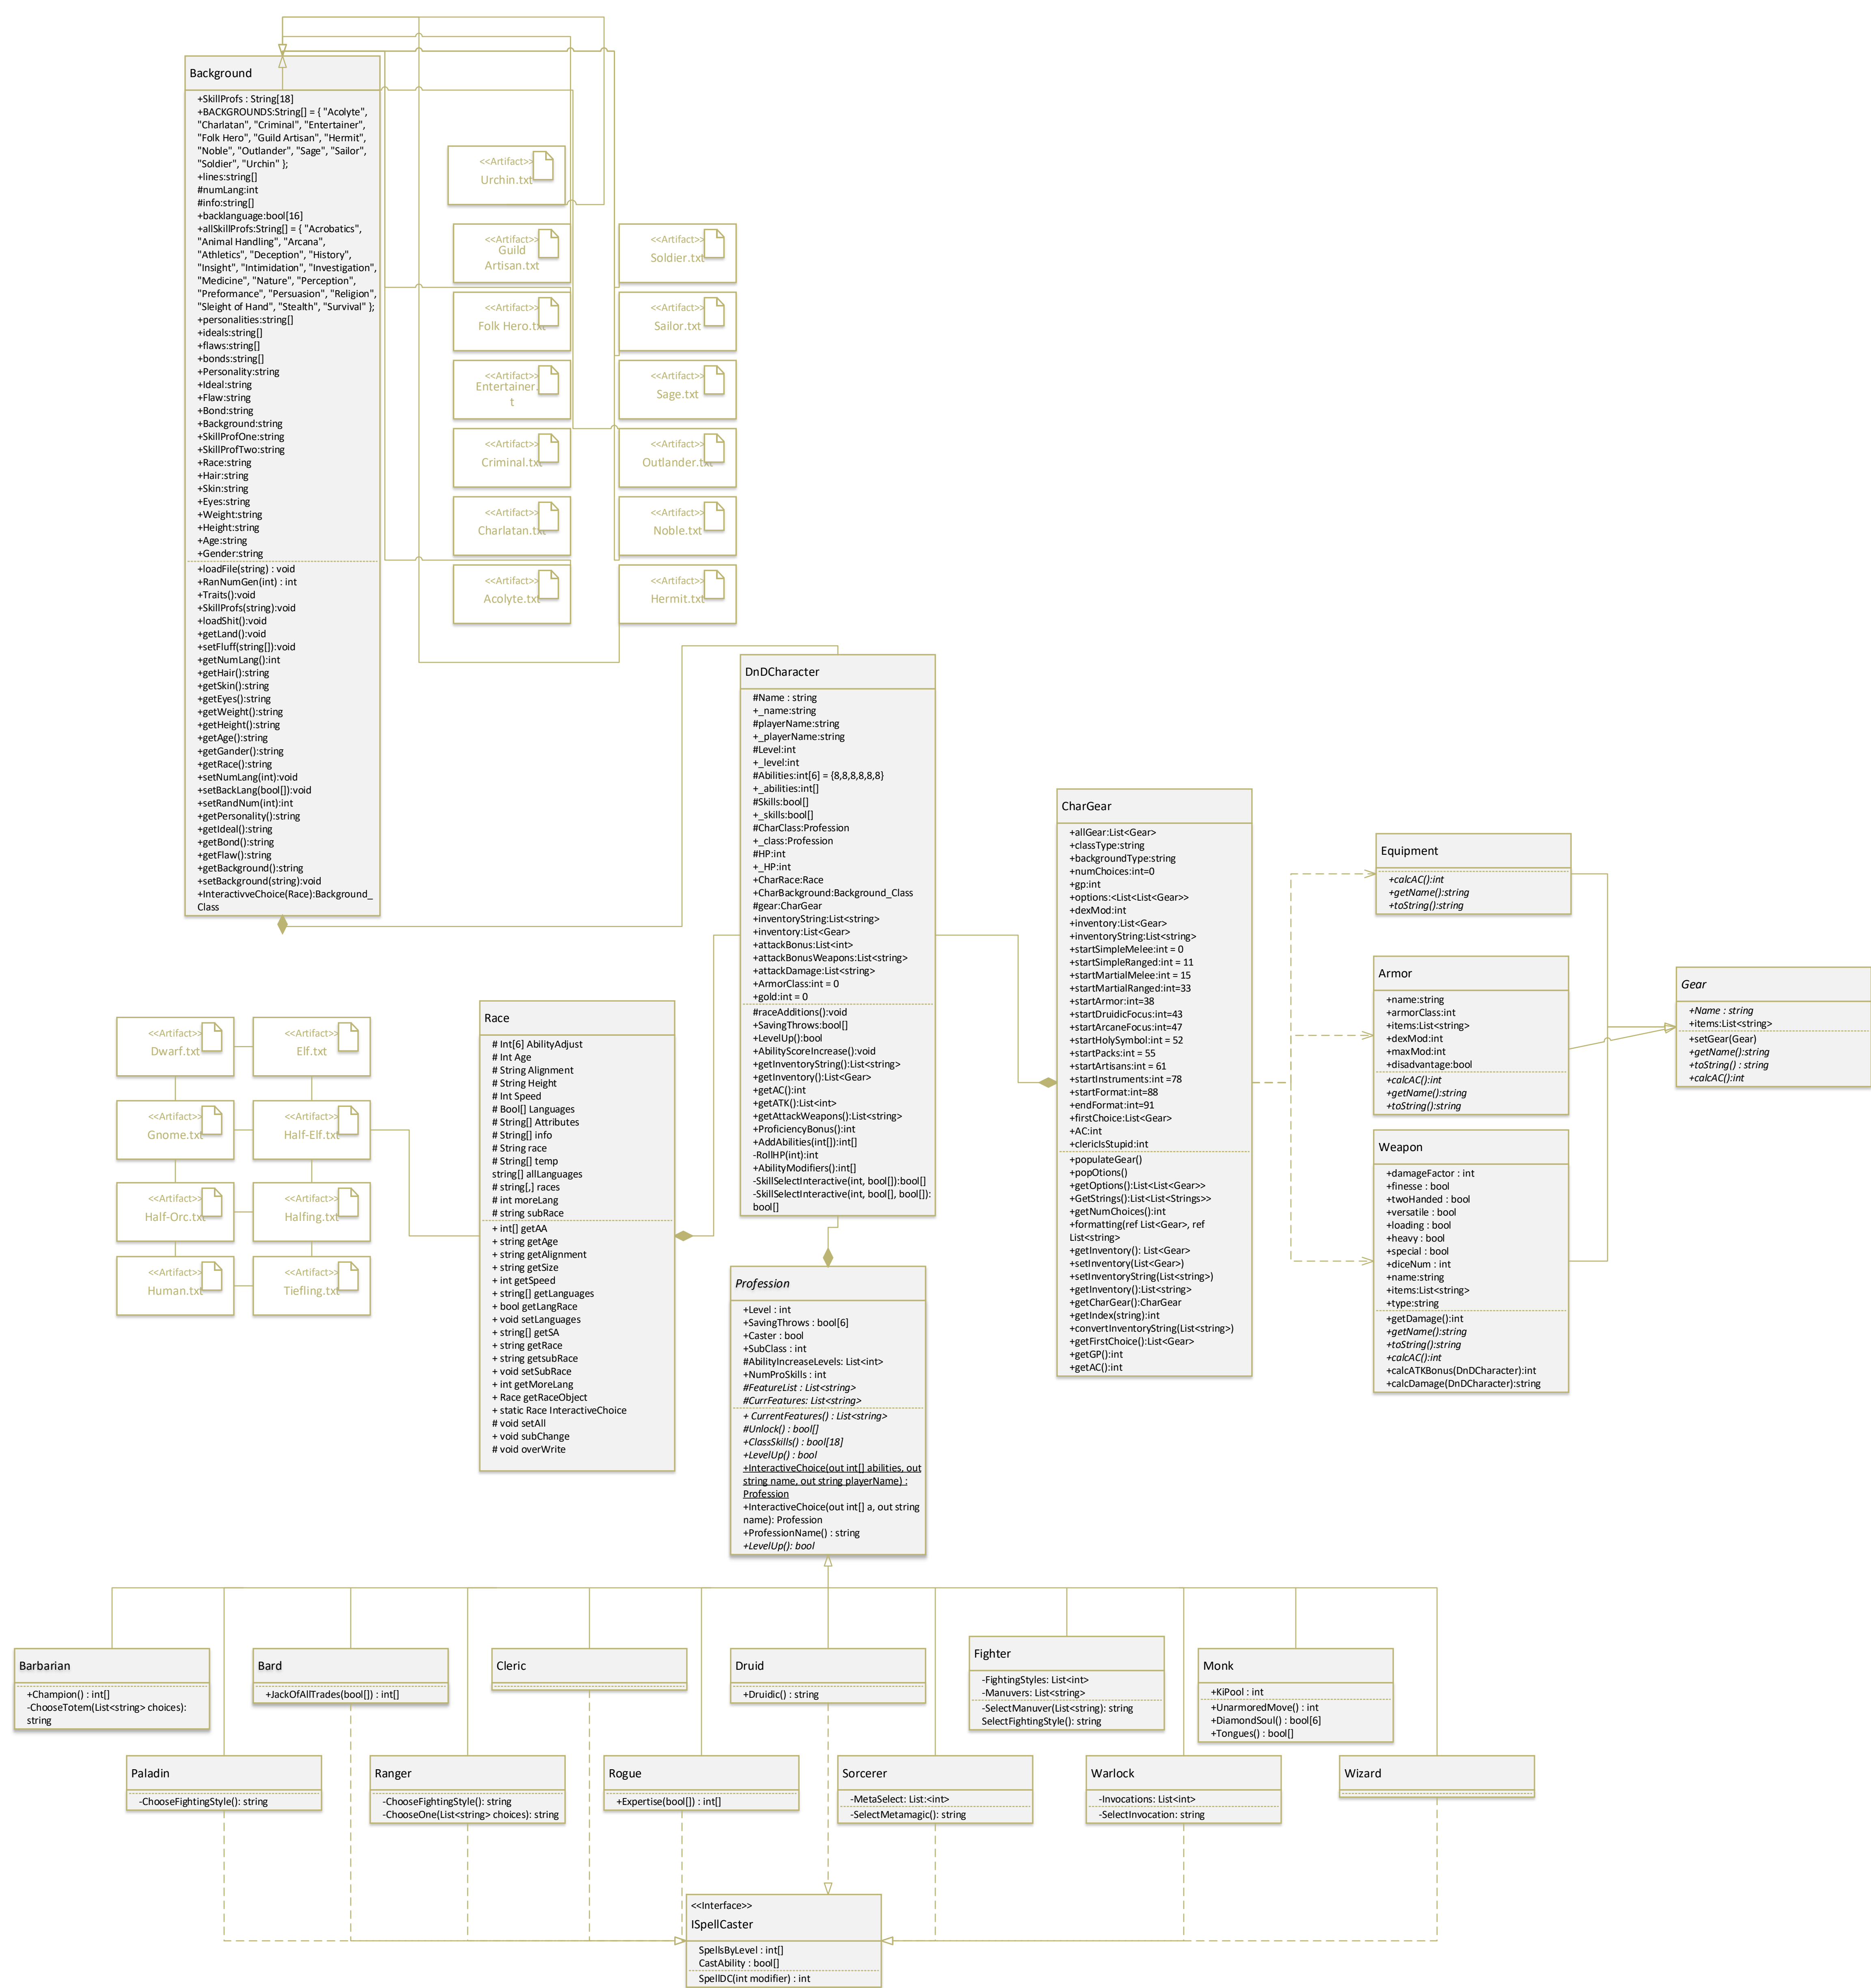 Background
+SkillProfs : String[18]
+BACKGROUNDS:String[] = { "Acolyte",
"Charlatan", "Criminal", "Entertainer",
"Folk Hero", "Guild Artisan", "Hermit",
"Noble", "Outlander", "Sage", "Sailor",
"Soldier", "Urchin" };
+lines:string[]
#numLang:int
#info:string[]
+backlanguage:bool[16]
+allSkillProfs:String[] = { "Acrobatics",
"Animal Handling", "Arcana",
"Athletics", "Deception", "History",
"Insight", "Intimidation", "Investigation",
"Medicine", "Nature", "Perception",
"Preformance", "Persuasion", "Religion",
"Sleight of Hand", "Stealth", "Survival" };
+personalities:string[]
+ideals:string[]
+flaws:string[]
+bonds:string[]
+Personality:string
+Ideal:string
+Flaw:string
+Bond:string
+Background:string
+SkillProfOne:string
+SkillProfTwo:string
+Race:string
+Hair:string
+Skin:string
+Eyes:string
+Weight:string
+Height:string
+Age:string
+Gender:string
+loadFile(string) : void
+RanNumGen(int) : int
+Traits():void
+SkillProfs(string):void
+loadShit():void
+getLand():void
+setFluff(string[]):void
+getNumLang():int
+getHair():string
+getSkin():string
+getEyes():string
+getWeight():string
+getHeight():string
+getAge():string
+getGander():string
+getRace():string
+setNumLang(int):void
+setBackLang(bool[]):void
+setRandNum(int):int
+getPersonality():string
+getIdeal():string
+getBond():string
+getFlaw():string
+getBackground():string
+setBackground(string):void
+InteractivveChoice(Race):Background_
Class
<<Artifact>>
Urchin.txt
<<Artifact>>
Guild
Artisan.txt
<<Artifact>>
Soldier.txt
<<Artifact>>
Folk Hero.txt
<<Artifact>>
Sailor.txt
<<Artifact>>
Entertainer.
t
<<Artifact>>
Sage.txt
<<Artifact>>
Criminal.txt
<<Artifact>>
Outlander.txt
<<Artifact>>
Charlatan.txt
<<Artifact>>
Noble.txt
<<Artifact>>
Acolyte.txt
<<Artifact>>
Hermit.txt
DnDCharacter
#Name : string
+_name:string
#playerName:string
+_playerName:string
#Level:int
+_level:int
#Abilities:int[6] = {8,8,8,8,8,8}
+_abilities:int[]
#Skills:bool[]
+_skills:bool[]
#CharClass:Profession
+_class:Profession
#HP:int
+_HP:int
+CharRace:Race
+CharBackground:Background_Class
#gear:CharGear
+inventoryString:List<string>
+inventory:List<Gear>
+attackBonus:List<int>
+attackBonusWeapons:List<string>
+attackDamage:List<string>
+ArmorClass:int = 0
+gold:int = 0
#raceAdditions():void
+SavingThrows:bool[]
+LevelUp():bool
+AbilityScoreIncrease():void
+getInventoryString():List<string>
+getInventory():List<Gear>
+getAC():int
+getATK():List<int>
+getAttackWeapons():List<string>
+ProficiencyBonus():int
+AddAbilities(int[]):int[]
-RollHP(int):int
+AbilityModifiers():int[]
-SkillSelectInteractive(int, bool[]):bool[]
-SkillSelectInteractive(int, bool[], bool[]):
bool[]
CharGear
+allGear:List<Gear>
+classType:string
+backgroundType:string
+numChoices:int=0
+gp:int
+options:<List<List<Gear>>
+dexMod:int
+inventory:List<Gear>
+inventoryString:List<string>
+startSimpleMelee:int = 0
+startSimpleRanged:int = 11
+startMartialMelee:int = 15
+startMartialRanged:int=33
+startArmor:int=38
+startDruidicFocus:int=43
+startArcaneFocus:int=47
+startHolySymbol:int = 52
+startPacks:int = 55
+startArtisans:int = 61
+startInstruments:int =78
+startFormat:int=88
+endFormat:int=91
+firstChoice:List<Gear>
+AC:int
+clericIsStupid:int
+populateGear()
+popOtions()
+getOptions():List<List<Gear>>
+GetStrings():List<List<Strings>>
+getNumChoices():int
+formatting(ref List<Gear>, ref
List<string>
+getInventory(): List<Gear>
+setInventory(List<Gear>)
+setInventoryString(List<string>)
+getInventory():List<string>
+getCharGear():CharGear
+getIndex(string):int
+convertInventoryString(List<string>)
+getFirstChoice():List<Gear>
+getGP():int
+getAC():int
Equipment
+calcAC():int
+getName():string
+toString():string
Armor
+name:string
+armorClass:int
+items:List<string>
+dexMod:int
+maxMod:int
+disadvantage:bool
+calcAC():int
+getName():string
+toString():string
Gear
+Name : string
+items:List<string>
+setGear(Gear)
+getName():string
+toString() : string
+calcAC():int
Weapon
+damageFactor : int
+finesse : bool
+twoHanded : bool
+versatile : bool
+loading : bool
+heavy : bool
+special : bool
+diceNum : int
+name:string
+items:List<string>
+type:string
+getDamage():int
+getName():string
+toString():string
+calcAC():int
+calcATKBonus(DnDCharacter):int
+calcDamage(DnDCharacter):string
<<Artifact>>
Dwarf.txt
<<Artifact>>
Elf.txt
<<Artifact>>
Gnome.txt
<<Artifact>>
Half-Elf.txt
<<Artifact>>
Half-Orc.txt
<<Artifact>>
Halfing.txt
<<Artifact>>
Human.txt
<<Artifact>>
Tiefling.txt
Race
# Int[6] AbilityAdjust
# Int Age
# String Alignment
# String Height
# Int Speed
# Bool[] Languages
# String[] Attributes
# String[] info
# String race
# String[] temp
string[] allLanguages
# string[,] races
# int moreLang
# string subRace
+ int[] getAA
+ string getAge
+ string getAlignment
+ string getSize
+ int getSpeed
+ string[] getLanguages
+ bool getLangRace
+ void setLanguages
+ string[] getSA
+ string getRace
+ string getsubRace
+ void setSubRace
+ int getMoreLang
+ Race getRaceObject
+ static Race InteractiveChoice
# void setAll
+ void subChange
# void overWrite
Profession
+Level : int
+SavingThrows : bool[6]
+Caster : bool
+SubClass : int
#AbilityIncreaseLevels: List<int>
+NumProSkills : int
#FeatureList : List<string>
#CurrFeatures: List<string>
+ CurrentFeatures() : List<string>
#Unlock() : bool[]
+ClassSkills() : bool[18]
+LevelUp() : bool
+InteractiveChoice(out int[] abilities, out
string name, out string playerName) :
Profession
+InteractiveChoice(out int[] a, out string
name): Profession
+ProfessionName() : string
+LevelUp(): bool
Barbarian
+Champion() : int[]
-ChooseTotem(List<string> choices):
string
Bard
+JackOfAllTrades(bool[]) : int[]
Cleric
Druid
+Druidic() : string
Fighter
-FightingStyles: List<int>
-Manuvers: List<string>
-SelectManuver(List<string): string
SelectFightingStyle(): string
Monk
+KiPool : int
+UnarmoredMove() : int
+DiamondSoul() : bool[6]
+Tongues() : bool[]
Paladin
-ChooseFightingStyle(): string
Ranger
-ChooseFightingStyle(): string
-ChooseOne(List<string> choices): string
Rogue
+Expertise(bool[]) : int[]
Sorcerer
-MetaSelect: List:<int>
-SelectMetamagic(): string
Warlock
-Invocations: List<int>
-SelectInvocation: string
Wizard
<<Interface>>
ISpellCaster
SpellsByLevel : int[]
CastAbility : bool[]
SpellDC(int modifier) : int